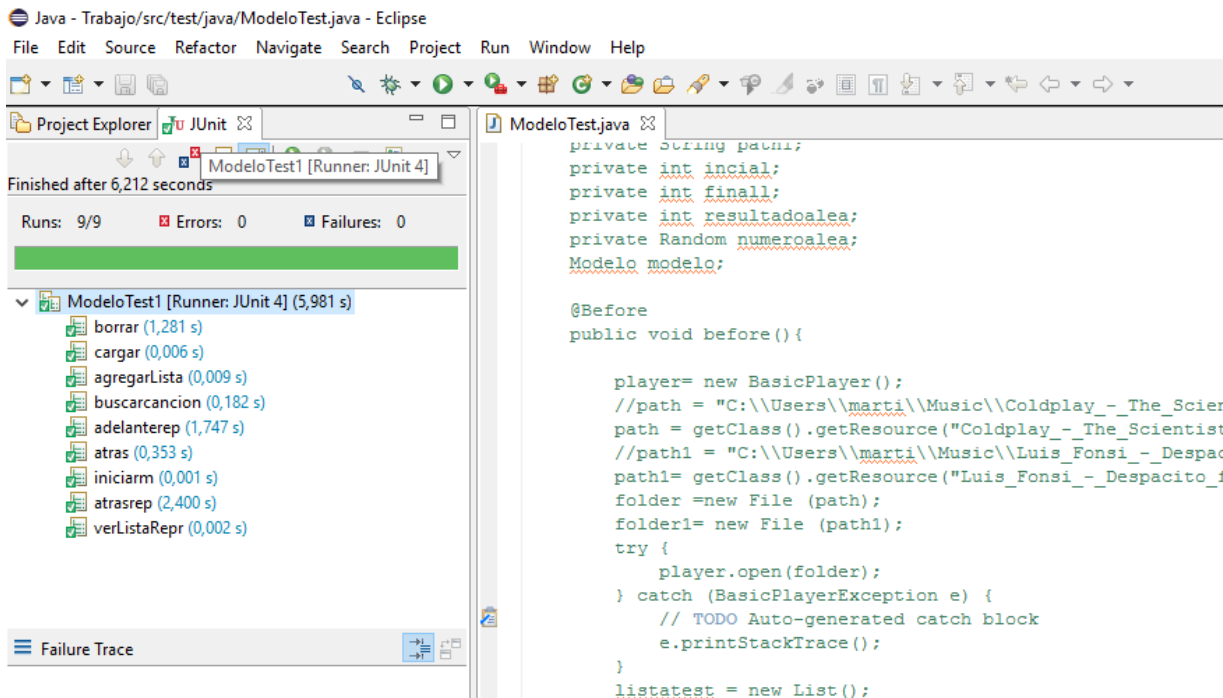 Java - Trabajo/src/test/java/ModeloTest.java - Eclipse
File Edit Source Refactor Navigate Search Project Run Window Help
Project Explorer JUnit
ModeloTest1 [Runner: JUnit 4]
Finished after 6,212 seconds
Runs: 9/9 Errors: 0 Failures: 0
ModeloTest1 [Runner: JUnit 4] (5,981 s)
borrar (1,281 s)
cargar (0,006 s)
agregarLista (0,009 s)
buscarcancion (0,182 s)
adelanterep (1,747 s)
atras (0,353 s)
iniciarm (0,001 s)
atrasrep (2,400 s)
verListaRepr (0,002 s)
Failure Trace
ModeloTest.java
private String path1;
private int incial;
private int finall;
private int resultadoalea;
private Random numeroalea;
Modelo modelo;
@Before
public void before(){
player= new BasicPlayer();
//path = "C:\\Users\\marti\\Music\\Coldplay_-_The_Scien
path = getClass().getResource("Coldplay_-_The_Scientist
//path1 = "C:\\Users\\marti\\Music\\Luis_Fonsi_-_Despac
path1= getClass().getResource("Luis_Fonsi_-_Despacito_f
folder =new File (path);
folder1= new File (path1);
try {
player.open(folder);
} catch (BasicPlayerException e) {
// TODO Auto-generated catch block
e.printStackTrace();
}
listatest = new List();